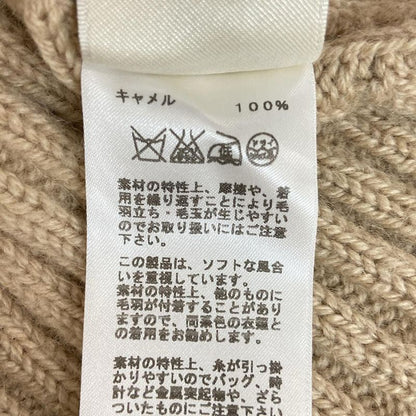 キャメル 100%
素材の特性上、摩擦や、着
用を繰り返すことにより毛
羽立ち・毛玉が生じやすい
のでお取り扱いにはご注意
下さい。
この製品は、ソフトな風合
いを重視しています。
素材の特性上、他のものに
毛羽が付着することがあり
ますので、同素色の衣類と
の着用をお勧めします。
素材の特性上、糸が引っ掛
かりやすいのでバッグ、時
計など金属突起物や、ざら
ついたものにご注意下さい